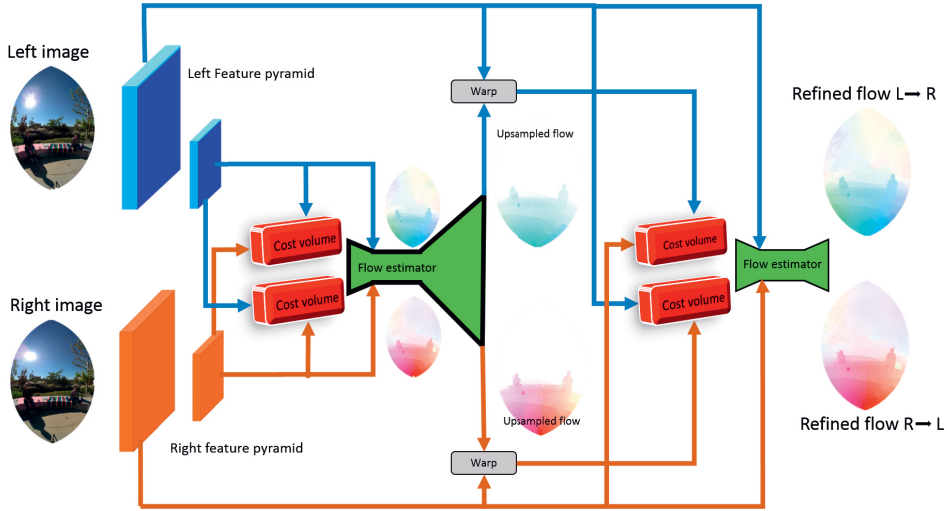 Left image
Left Feature pyramid
Warp
Upsampled flow
Refined flow L→ R
Cost volume
Cost volume
Flow estimator
Flow estimator
Right image
Cost volume
Cost volume
Upsampled flow
Refined flow R→ L
Right feature pyramid
Warp